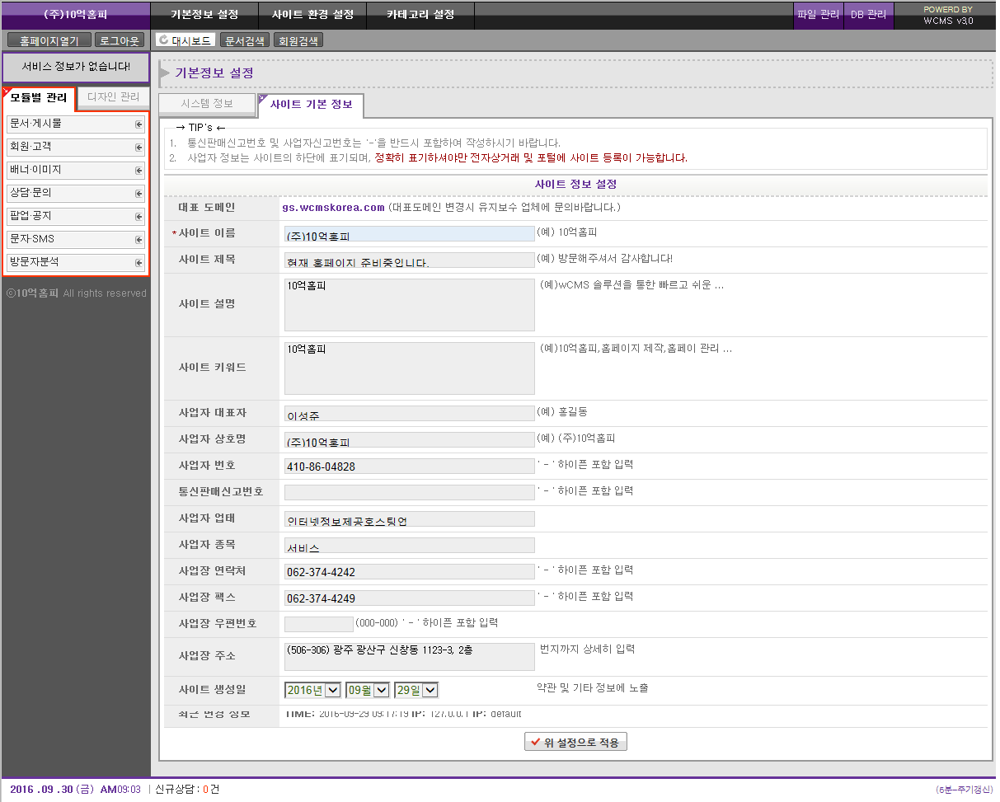 (주)10억홈피 기본정보 설정 사이트 환경 설정 카테고리 설정 파일 관리 DB 관리 POWERD BY
WCMS v3.0
홈페이지열기 로그아웃 대시보드 문서검색 회원검색
서비스 정보가 없습니다!
모듈별 관리 디자인 관리
문서·게시물
회원·고객
배너·이미지
상담·문의
팝업·공지
문자·SMS
방문자분석
ⓒ10억홈피 All rights reserved
기본정보 설정
시스템 정보 사이트 기본 정보
→ TIP's ←
1. 통신판매신고번호 및 사업자신고번호는 '-'을 반드시 포함하여 작성하시기 바랍니다.
2. 사업자 정보는 사이트의 하단에 표기되며, 정확히 표기하셔야만 전자상거래 및 포털에 사이트 등록이 가능합니다.
사이트 정보 설정
대표 도메인 gs.wcmskorea.com (대표도메인 변경시 유지보수 업체에 문의바랍니다.)
*사이트 이름 (주)10억홈피 (예) 10억홈피
사이트 제목 현재 홈페이지 준비중입니다. (예) 방문해주셔서 감사합니다!
사이트 설명 10억홈피 (예)wCMS 솔루션을 통한 빠르고 쉬운 ...
사이트 키워드 10억홈피 (예)10억홈피,홈페이지 제작,홈페이 관리 ...
사업자 대표자 이성준 (예) 홍길동
사업자 상호명 (주)10억홈피 (예) (주)10억홈피
사업자 번호 410-86-04828 ' - ' 하이픈 포함 입력
통신판매신고번호 ' - ' 하이픈 포함 입력
사업자 업태 인터넷정보제공호스팅업
사업자 종목 서비스
사업장 연락처 062-374-4242 ' - ' 하이픈 포함 입력
사업장 팩스 062-374-4249 ' - ' 하이픈 포함 입력
사업장 우편번호 (000-000) ' - ' 하이픈 포함 입력
사업장 주소 (506-306) 광주 광산구 신창동 1123-3, 2층 번지까지 상세히 입력
사이트 생성일 2016년 09월 29일 약관 및 기타 정보에 노출
최근 변경 정보 TIME: 2016-09-29 09:17:19 IP: 127.0.0.1 IP: default
위 설정으로 적용
2016 .09 .30 (금) AM09:03 | 신규상담 : 0 건 (6분-주기갱신)